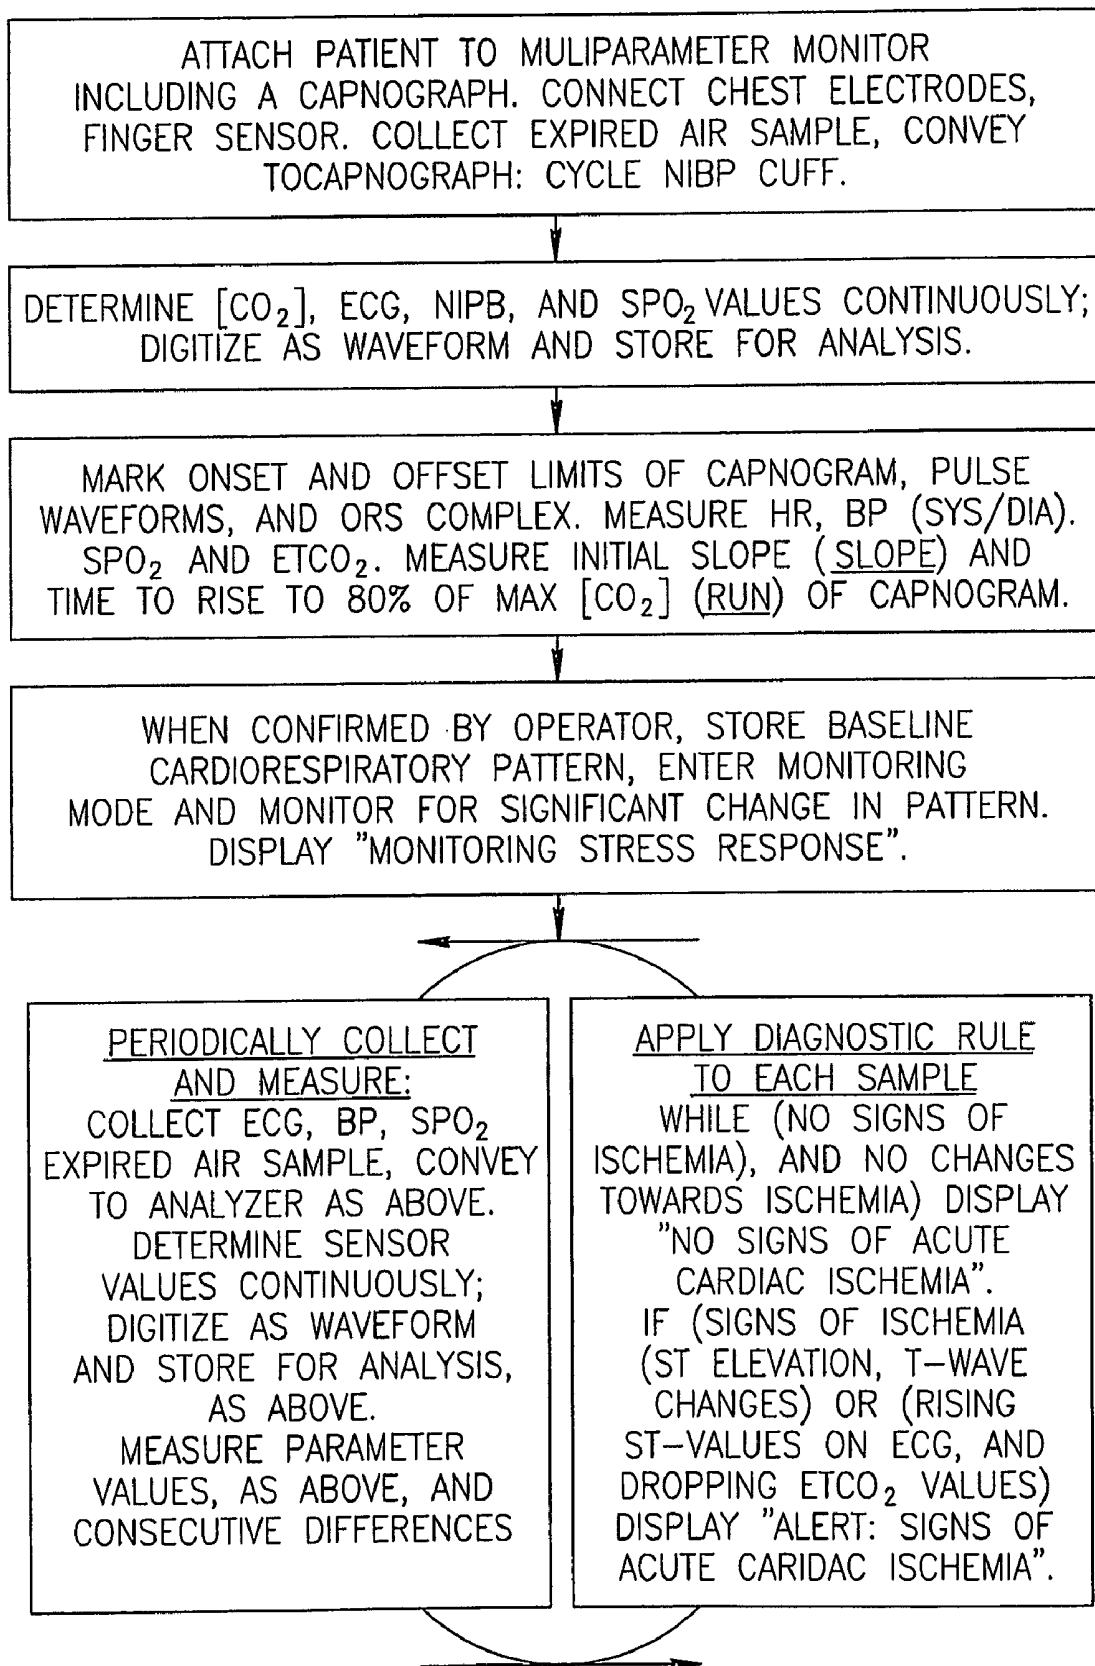 ATTACH PATIENT TO MULIPARAMETER MONITOR
INCLUDING A CAPNOGRAPH. CONNECT CHEST ELECTRODES,
FINGER SENSOR. COLLECT EXPIRED AIR SAMPLE, CONVEY
TOCAPNOGRAPH: CYCLE NIBP CUFF.
DETERMINE [CO₂], ECG, NIPB, AND SPO₂ VALUES CONTINUOUSLY;
DIGITIZE AS WAVEFORM AND STORE FOR ANALYSIS.
MARK ONSET AND OFFSET LIMITS OF CAPNOGRAM, PULSE
WAVEFORMS, AND ORS COMPLEX. MEASURE HR, BP (SYS/DIA).
SPO₂ AND ETCO₂. MEASURE INITIAL SLOPE (SLOPE) AND
TIME TO RISE TO 80% OF MAX [CO₂] (RUN) OF CAPNOGRAM.
WHEN CONFIRMED BY OPERATOR, STORE BASELINE
CARDIORESPIRATORY PATTERN, ENTER MONITORING
MODE AND MONITOR FOR SIGNIFICANT CHANGE IN PATTERN.
DISPLAY "MONITORING STRESS RESPONSE".
PERIODICALLY COLLECT
AND MEASURE:
COLLECT ECG, BP, SPO₂
EXPIRED AIR SAMPLE, CONVEY
TO ANALYZER AS ABOVE.
DETERMINE SENSOR
VALUES CONTINUOUSLY;
DIGITIZE AS WAVEFORM
AND STORE FOR ANALYSIS,
AS ABOVE.
MEASURE PARAMETER
VALUES, AS ABOVE, AND
CONSECUTIVE DIFFERENCES
APPLY DIAGNOSTIC RULE
TO EACH SAMPLE
WHILE (NO SIGNS OF
ISCHEMIA), AND NO CHANGES
TOWARDS ISCHEMIA) DISPLAY
"NO SIGNS OF ACUTE
CARDIAC ISCHEMIA".
IF (SIGNS OF ISCHEMIA
(ST ELEVATION, T-WAVE
CHANGES) OR (RISING
ST-VALUES ON ECG, AND
DROPPING ETCO₂ VALUES)
DISPLAY "ALERT: SIGNS OF
ACUTE CARIDAC ISCHEMIA".